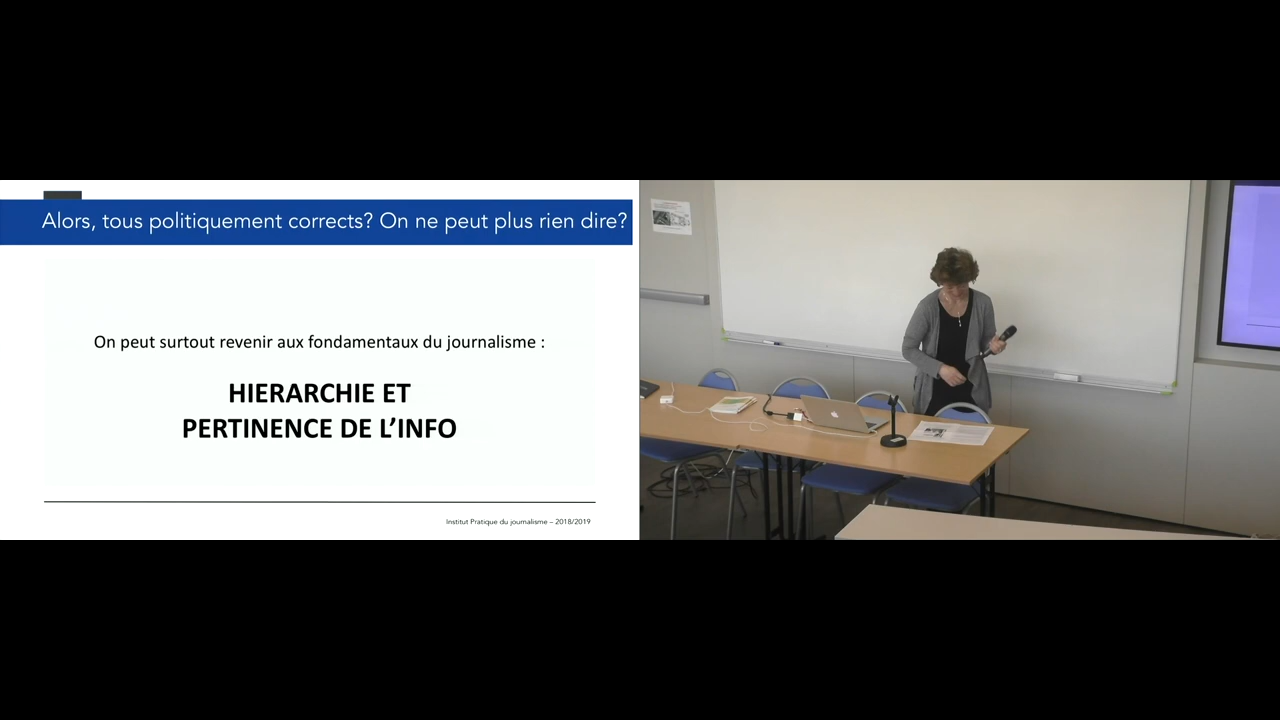 Alors, tous politiquement corrects? On ne peut plus rien dire?
On peut surtout revenir aux fondamentaux du journalisme :
HIERARCHIE ET
PERTINENCE DE L’INFO
Institut Pratique du journalisme – 2018/2019